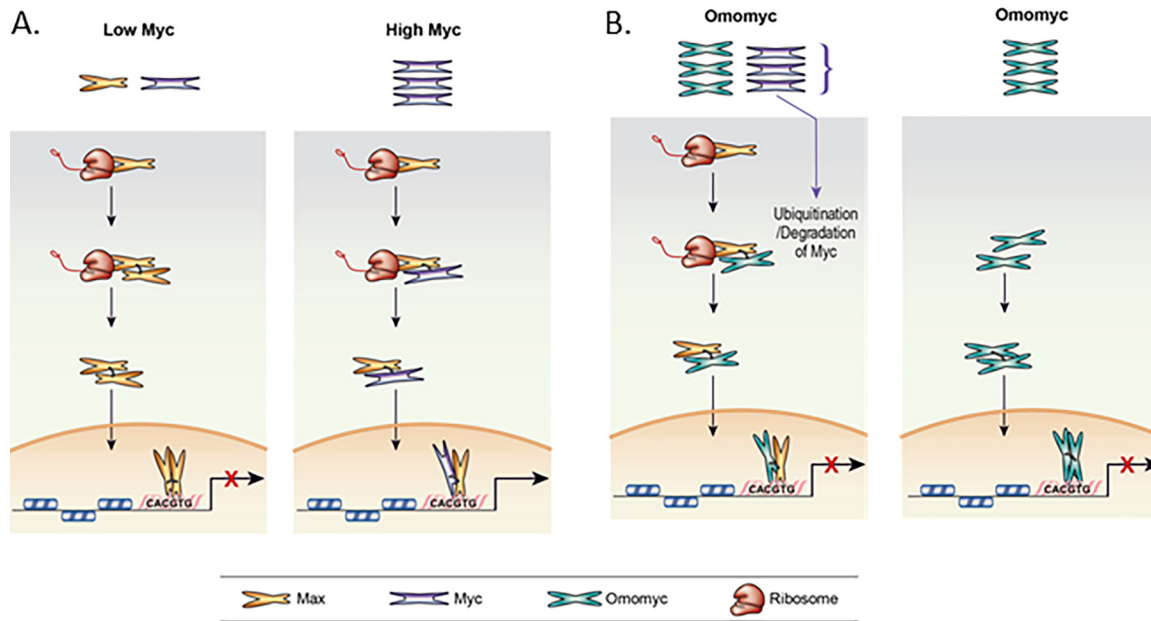 A.
Low Myc
High Myc
B.
Omomyc
Omomyc
Ubiquitination
/Degradation
of Myc
X
CACGTG
CACGTG
X
CACGTG
X
CACGTG
Max
Myc
Omomyc
Ribosome